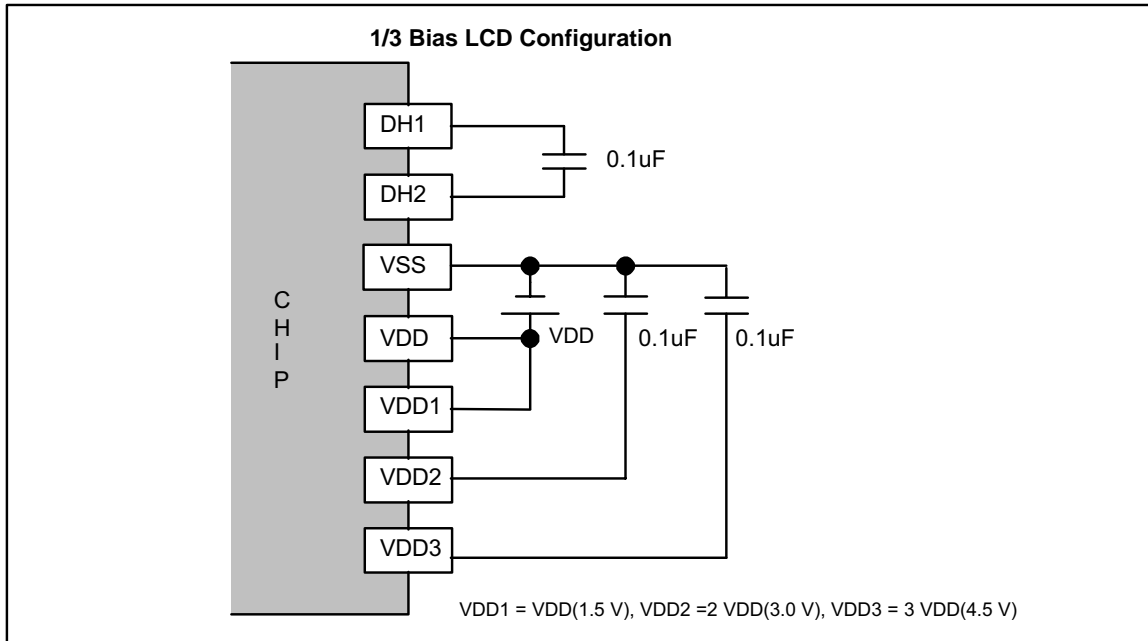 1/3 Bias LCD Configuration
DH1
0.1uF
DH2
VSS
CHIP
VDD
VDD
0.1uF
0.1uF
VDD1
VDD2
VDD3
VDD1 = VDD(1.5 V), VDD2 =2 VDD(3.0 V), VDD3 = 3 VDD(4.5 V)